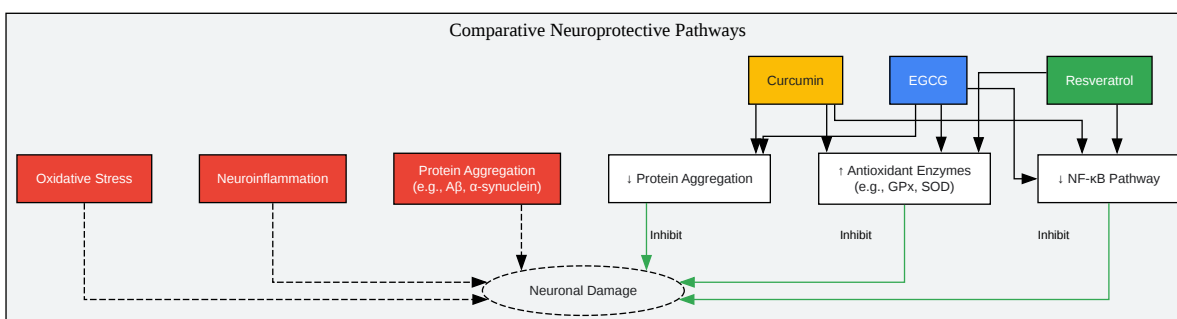 Comparative Neuroprotective Pathways
Curcumin
EGCG
Resveratrol
Oxidative Stress
Neuroinflammation
Protein Aggregation
(e.g., Aβ, α-synuclein)
↓ Protein Aggregation
↑ Antioxidant Enzymes
(e.g., GPx, SOD)
↓ NF-κB Pathway
Inhibit
Inhibit
Inhibit
Neuronal Damage